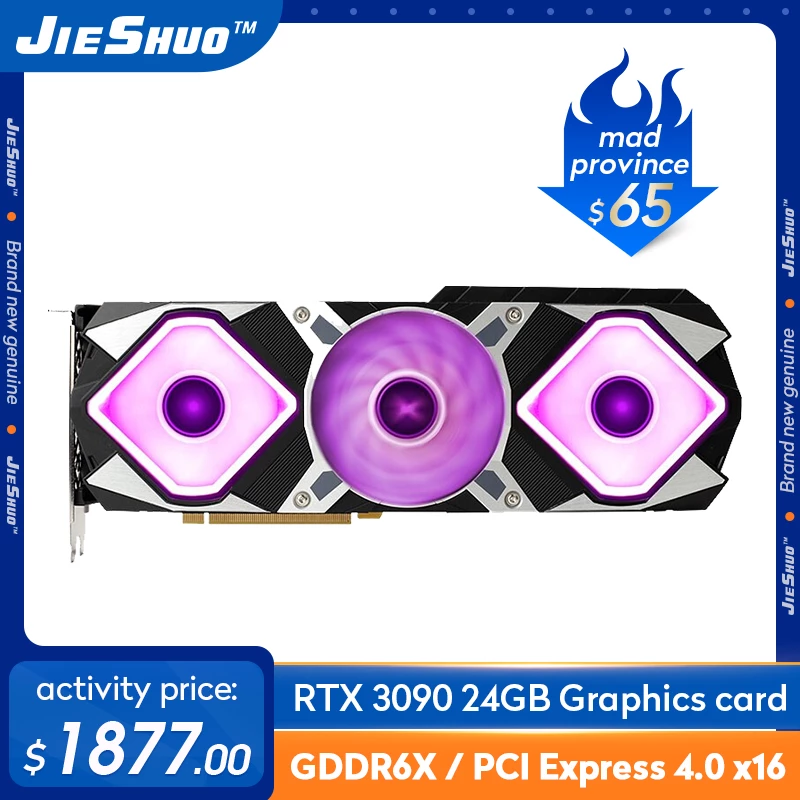 JIESHUO™
mad
province
$65
JIESHUO™
Brand new genuine
JIESHUO™
JIESHUO™
Brand new genuine
JIESHUO™
activity price:
$1877.00
RTX 3090 24GB Graphics card
GDDR6X / PCI Express 4.0 x16